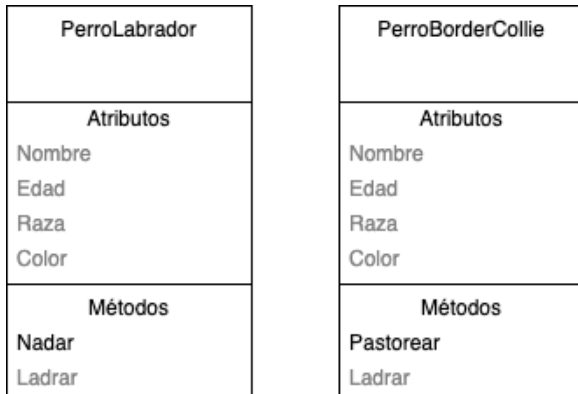 PerroLabrador
Atributos
Nombre
Edad
Raza
Color
Métodos
Nadar
Ladrar
PerroBorderCollie
Atributos
Nombre
Edad
Raza
Color
Métodos
Pastorear
Ladrar